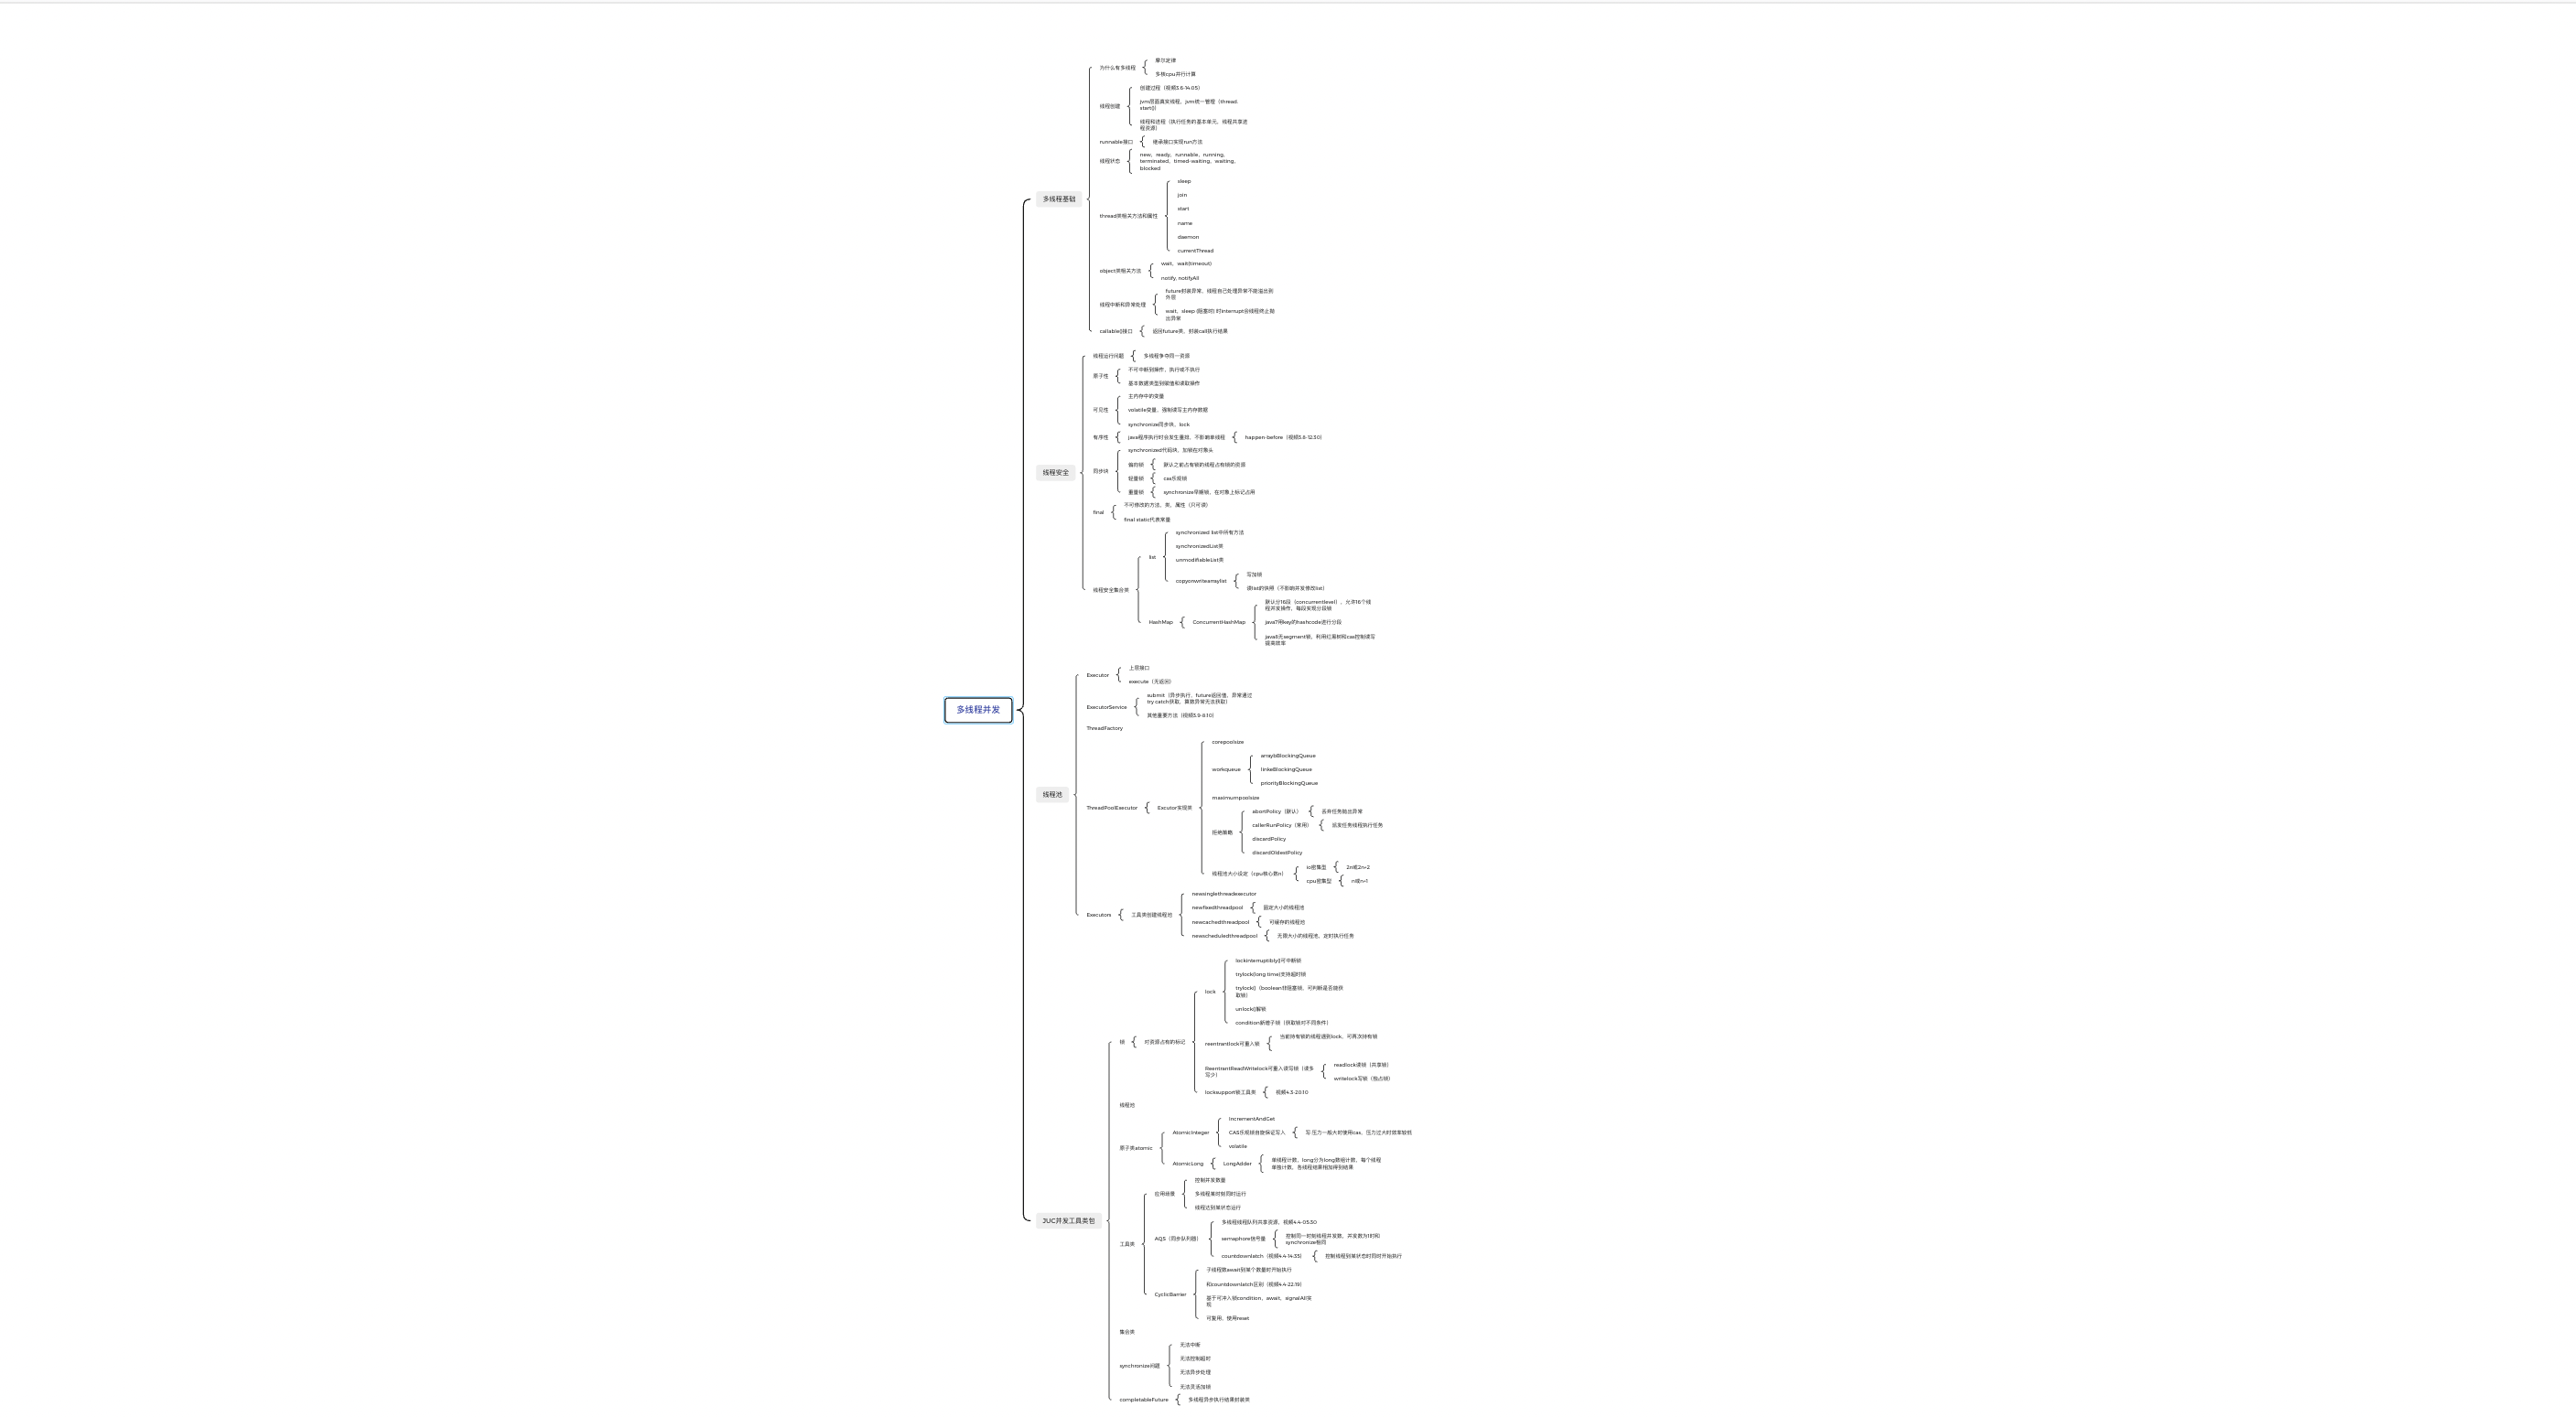 为什么有多线程
摩尔定律
多核cpu并行计算
线程创建
创建过程（视频3.6-14:05）
jvm层面真实线程，jvm统一管理（thread.
start()）
线程和进程（执行任务的基本单元，线程共享进
程资源）
runnable接口
继承接口实现run方法
线程状态
new，ready，runnable，running，
terminated，timed-waiting，waiting，
blocked
多线程基础
thread类相关方法和属性
sleep
join
start
name
daemon
currentThread
object类相关方法
wait，wait(timeout)
notify, notifyAll
线程中断和异常处理
future封装异常，线程自己处理异常不能溢出到
外层
wait，sleep (阻塞时) 时interrupt会线程终止抛
出异常
callable()接口
返回future类，封装call执行结果
线程安全
线程运行问题
多线程争夺同一资源
原子性
不可中断到操作，执行或不执行
基本数据类型到赋值和读取操作
可见性
主内存中的变量
volatile变量，强制读写主内存数据
synchronize同步块，lock
有序性
java程序执行时会发生重排，不影响单线程
happen-before（视频3.8-12:50）
同步块
synchronized代码块，加锁在对象头
偏向锁
默认之前占有锁的线程占有锁的资源
轻量锁
cas乐观锁
重量锁
synchronize早期锁，在对象上标记占用
final
不可修改的方法，类，属性（只可读）
final static代表常量
线程安全集合类
list
synchronized list中所有方法
synchronizedList类
unmodifiableList类
copyonwritearraylist
写加锁
读list的快照（不影响并发修改list）
HashMap
ConcurrentHashMap
默认分16段（concurrentlevel），允许16个线
程并发操作，每段实现分段锁
java7用key的hashcode进行分段
java8无segment锁，利用红黑树和cas控制读写
提高效率
多线程并发
线程池
Executor
上层接口
execute（无返回）
ExecutorService
submit（异步执行，future返回值，异常通过
try catch获取，算数异常无法获取）
其他重要方法（视频3.9-8:10）
ThreadFactory
ThreadPoolExecutor
Excutor实现类
corepoolsize
workqueue
arraybBlockingQueue
linkeBlockingQueue
priorityBlockingQueue
maximumpoolsize
拒绝策略
abortPolicy（默认）
丢弃任务抛出异常
callerRunPolicy（常用）
派发任务线程执行任务
discardPolicy
discardOldestPolicy
线程池大小设定（cpu核心数n）
io密集型
2n或2n+2
cpu密集型
n或n+1
Executors
工具类创建线程池
newsinglethreadexecutor
newfixedthreadpool
固定大小的线程池
newcachedthreadpool
可缓存的线程池
newscheduledthreadpool
无限大小的线程池，定时执行任务
JUC并发工具类包
锁
对资源占有的标记
lock
lockinterruptibly()可中断锁
trylock(long time)支持超时锁
trylock()（boolean非阻塞锁，可判断是否能获
取锁）
unlock()解锁
condition新增子锁（获取锁对不同条件）
reentrantlock可重入锁
当前持有锁的线程遇到lock，可再次持有锁
ReentrentReadWritelock可重入读写锁（读多
写少）
readlock读锁（共享锁）
writelock写锁（独占锁）
locksupport锁工具类
视频4.3-20:10
线程池
原子类atomic
AtomicInteger
IncrementAndGet
CAS乐观锁自旋保证写入
写 压力一般大时使用cas，压力过大时效率较低
volatile
AtomicLong
LongAdder
单线程计数，long分为long数组计数，每个线程
单独计数，各线程结果相加得到结果
工具类
应用场景
控制并发数量
多线程某时刻同时运行
线程达到某状态运行
AQS（同步队列器）
多线程线程队列共享资源，视频4.4-05:30
semaphore信号量
控制同一时刻线程并发数，并发数为1时和
synchronize相同
countdownlatch（视频4.4-14:35）
控制线程到某状态时同时开始执行
CyclicBarrier
子线程数await到某个数量时开始执行
和countdownlatch区别（视频4.4-22:18）
基于可冲入锁condition，await，signalAll实
现
可复用，使用reset
集合类
synchronize问题
无法中断
无法控制超时
无法异步处理
无法灵活加锁
completableFuture
多线程异步执行结果封装类